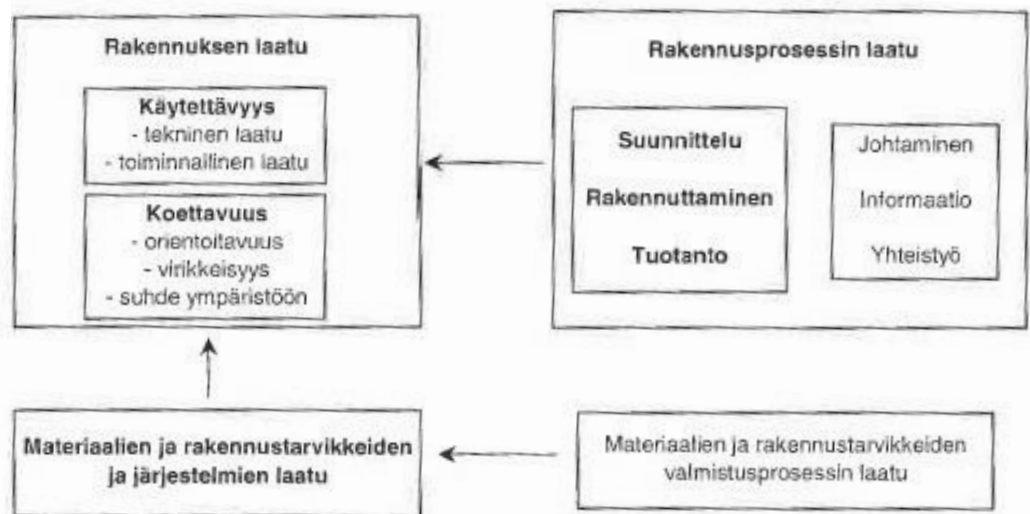 Rakennuksen laatu
Käytettävyys
- tekninen laatu
- toiminnallinen laatu
Koettavuus
- orientoitavuus
- virikkeisyys
- suhde ympäristöön
Rakennusprosessin laatu
Suunnittelu
Rakennuttaminen
Tuotanto
Johtaminen
Informaatio
Yhteistyö
Materiaalien ja rakennustarvikkeiden
ja järjestelmien laatu
Materiaalien ja rakennustarvikkeiden
valmistusprosessin laatu